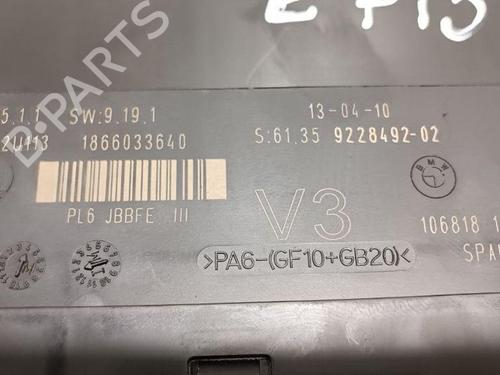 5.1.1 SW:9.19.1 13-04-10
1866033640 S:61.35 9228492-02
BMW
PL6 JBBFE III V3
106818
>PA6-(GF10+GB20)<
B-PARTS